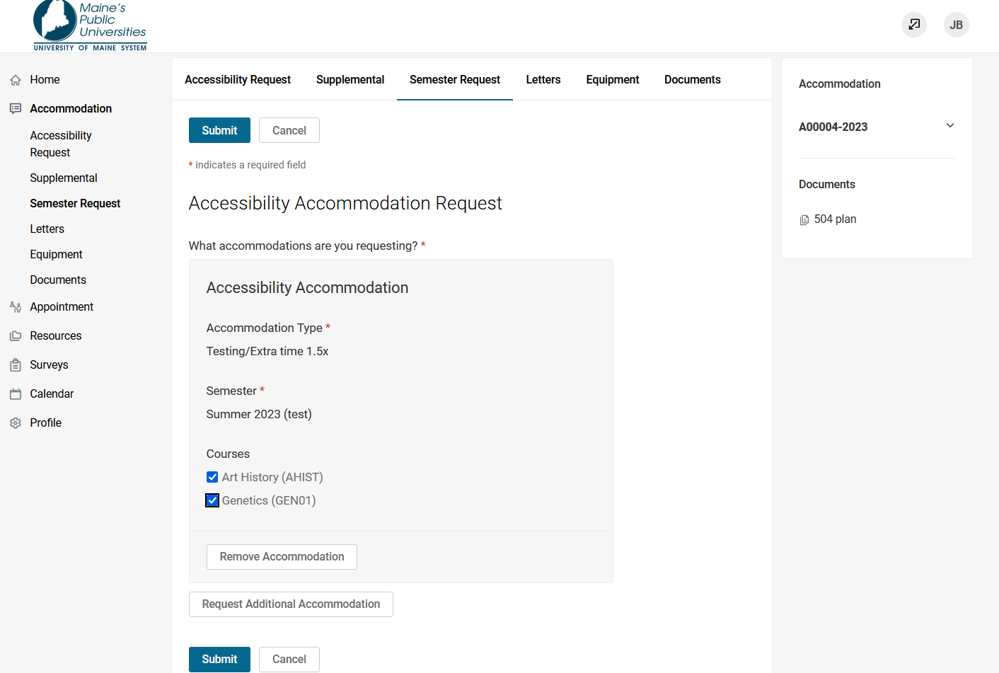 Maine's
Public
Universities
UNIVERSITY OF MAINE SYSTEM
JB
Home
Accommodation
Accessibility
Request
Supplemental
Semester Request
Letters
Equipment
Documents
Appointment
Resources
Surveys
Calendar
Profile
Accessibility Request Supplemental Semester Request Letters Equipment Documents
Submit Cancel
* indicates a required field
Accessibility Accommodation Request
What accommodations are you requesting? *
Accessibility Accommodation
Accommodation Type *
Testing/Extra time 1.5x
Semester *
Summer 2023 (test)
Courses
Art History (AHIST)
Genetics (GEN01)
Remove Accommodation
Request Additional Accommodation
Submit Cancel
Accommodation
A00004-2023
Documents
504 plan